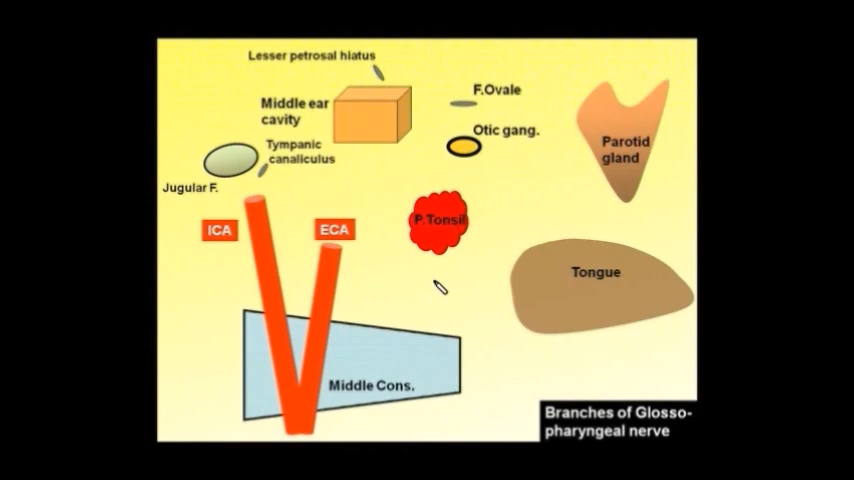 Lesser petrosal hiatus
Middle ear
cavity
F.Ovale
Otic gang.
Parotid
gland
Tympanic
canaliculus
Jugular F.
ICA
ECA
P.Tonsil
Tongue
Middle Cons.
Branches of Glosso-
pharyngeal nerve